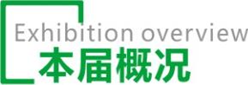 Exhibition overview
本届概况